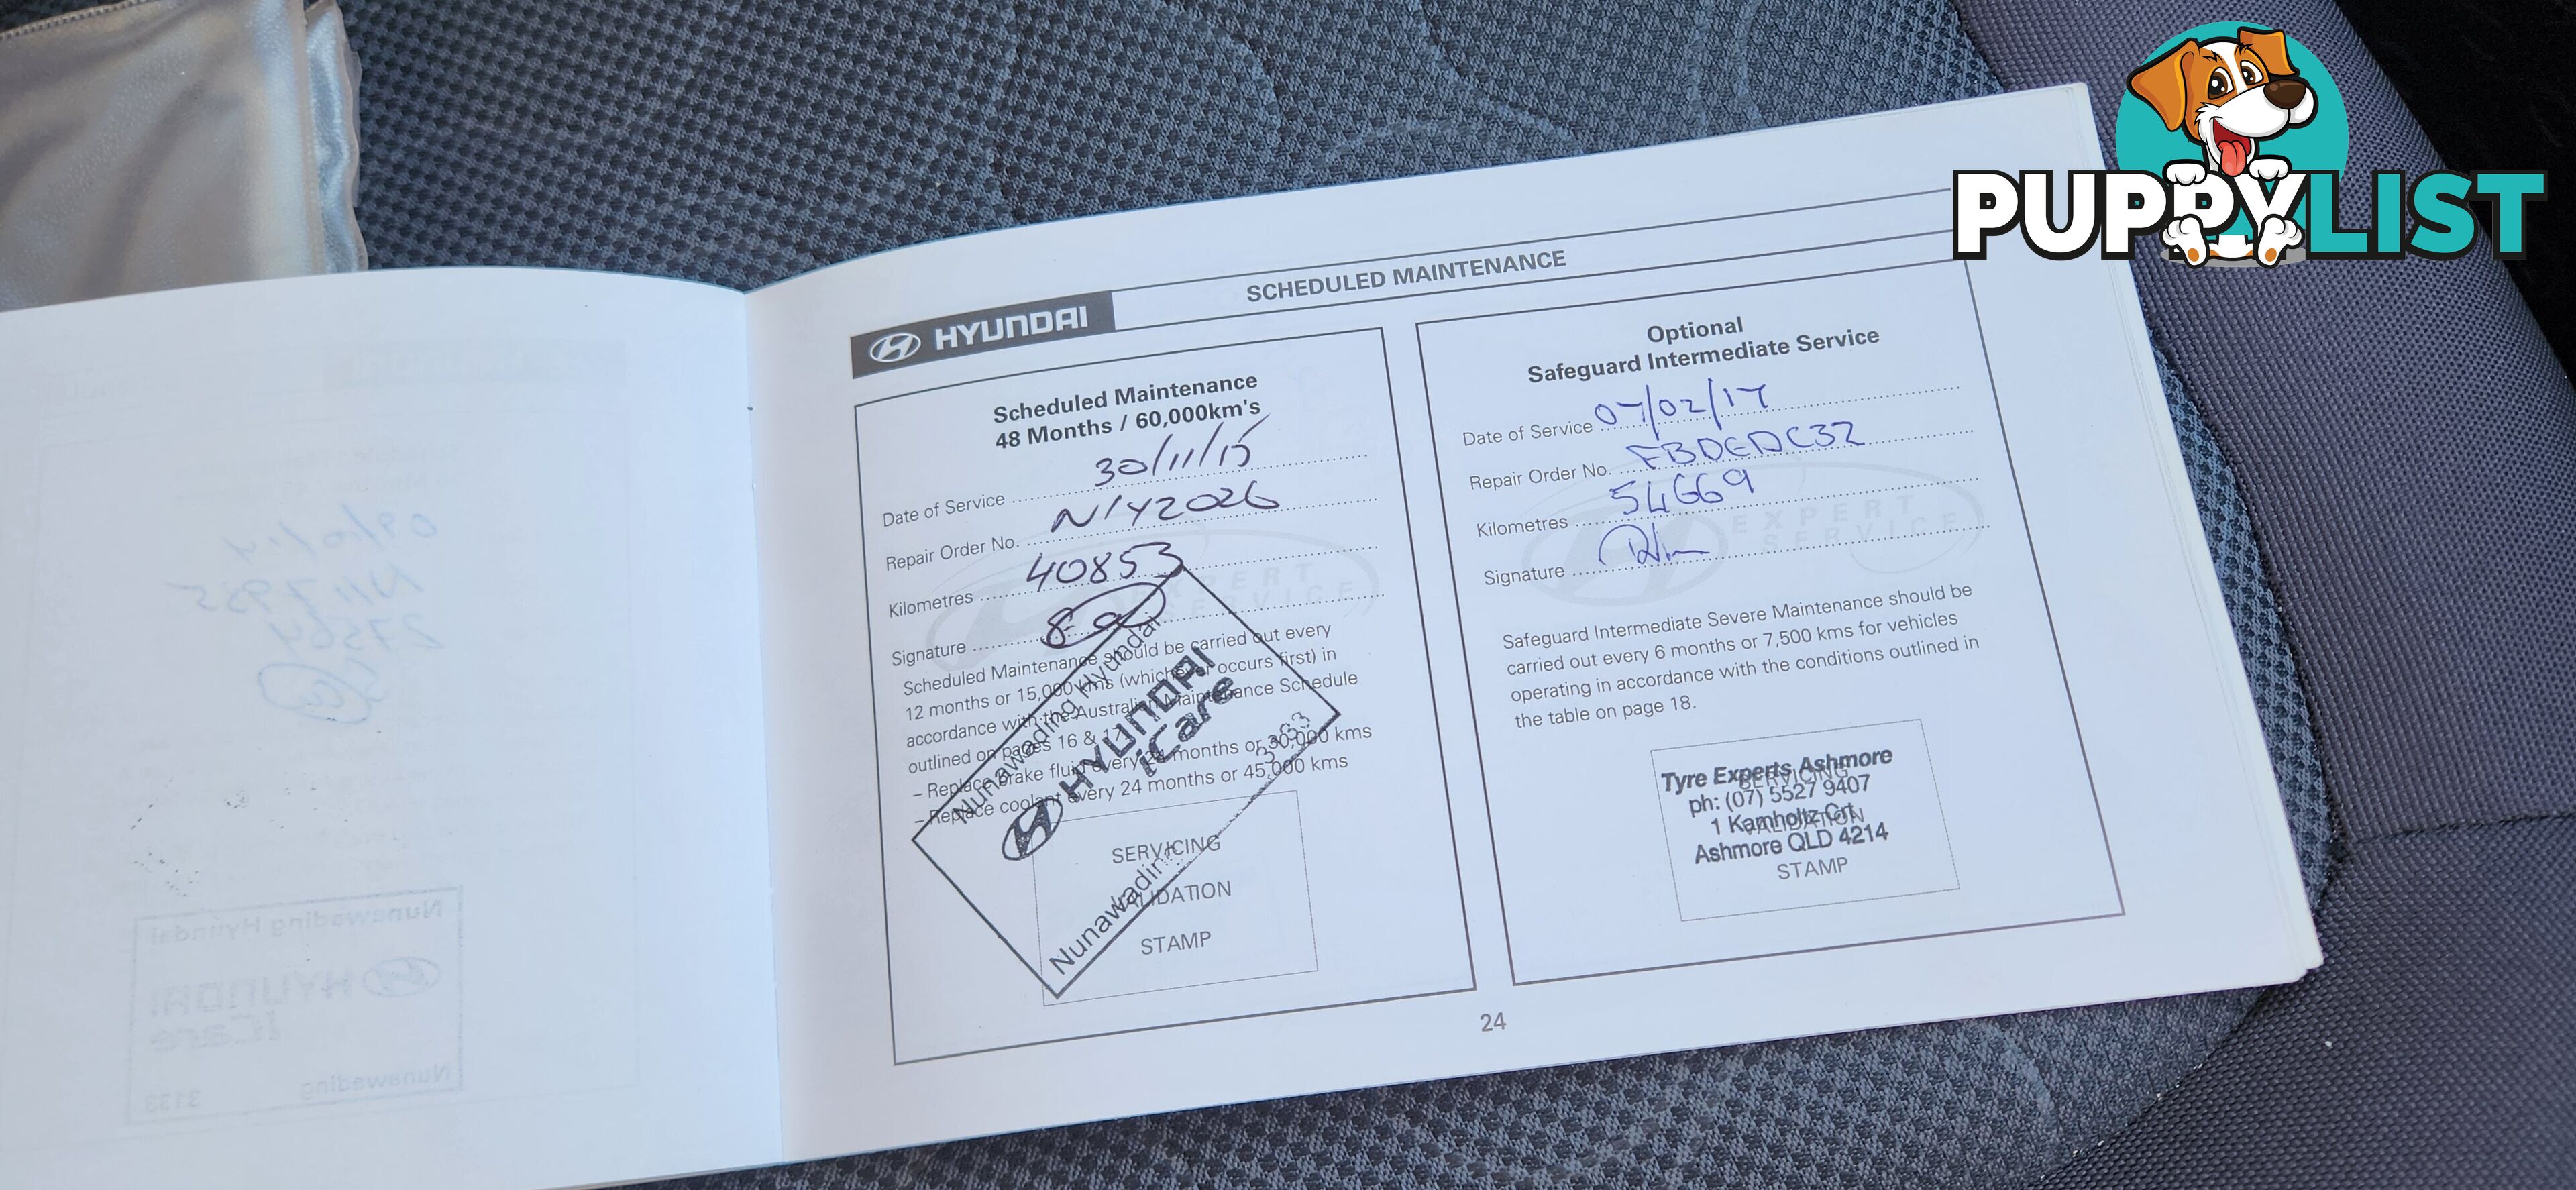 PUPPYLIST
HYUNDAI
SCHEDULED MAINTENANCE
Scheduled Maintenance
48 Months / 60,000km's
Date of Service 30/11/15
Repair Order No. N1Y2026
Kilometres 40853
Signature
Scheduled Maintenance should be carried out every
12 months or 15,000 kms (whichever occurs first) in
accordance with the Australian Maintenance Schedule
outlined on pages 16 & 17.
– Replace brake fluid every 24 months or 30,000 kms
– Replace coolant every 24 months or 45,000 kms
Nunawading Hyundai
HYUNDAI
iCare
Nunawading
SERVICING
VALIDATION
STAMP
Optional
Safeguard Intermediate Service
Date of Service 07/02/17
Repair Order No.
Kilometres 54669
Signature
EXPERT
SERVICE
Safeguard Intermediate Severe Maintenance should be
carried out every 6 months or 7,500 kms for vehicles
operating in accordance with the conditions outlined in
the table on page 18.
Tyre Experts Ashmore
ph: (07) 5527 9407
1 Kamholtz Crt
Ashmore QLD 4214
SERVICING
VALIDATION
STAMP
24